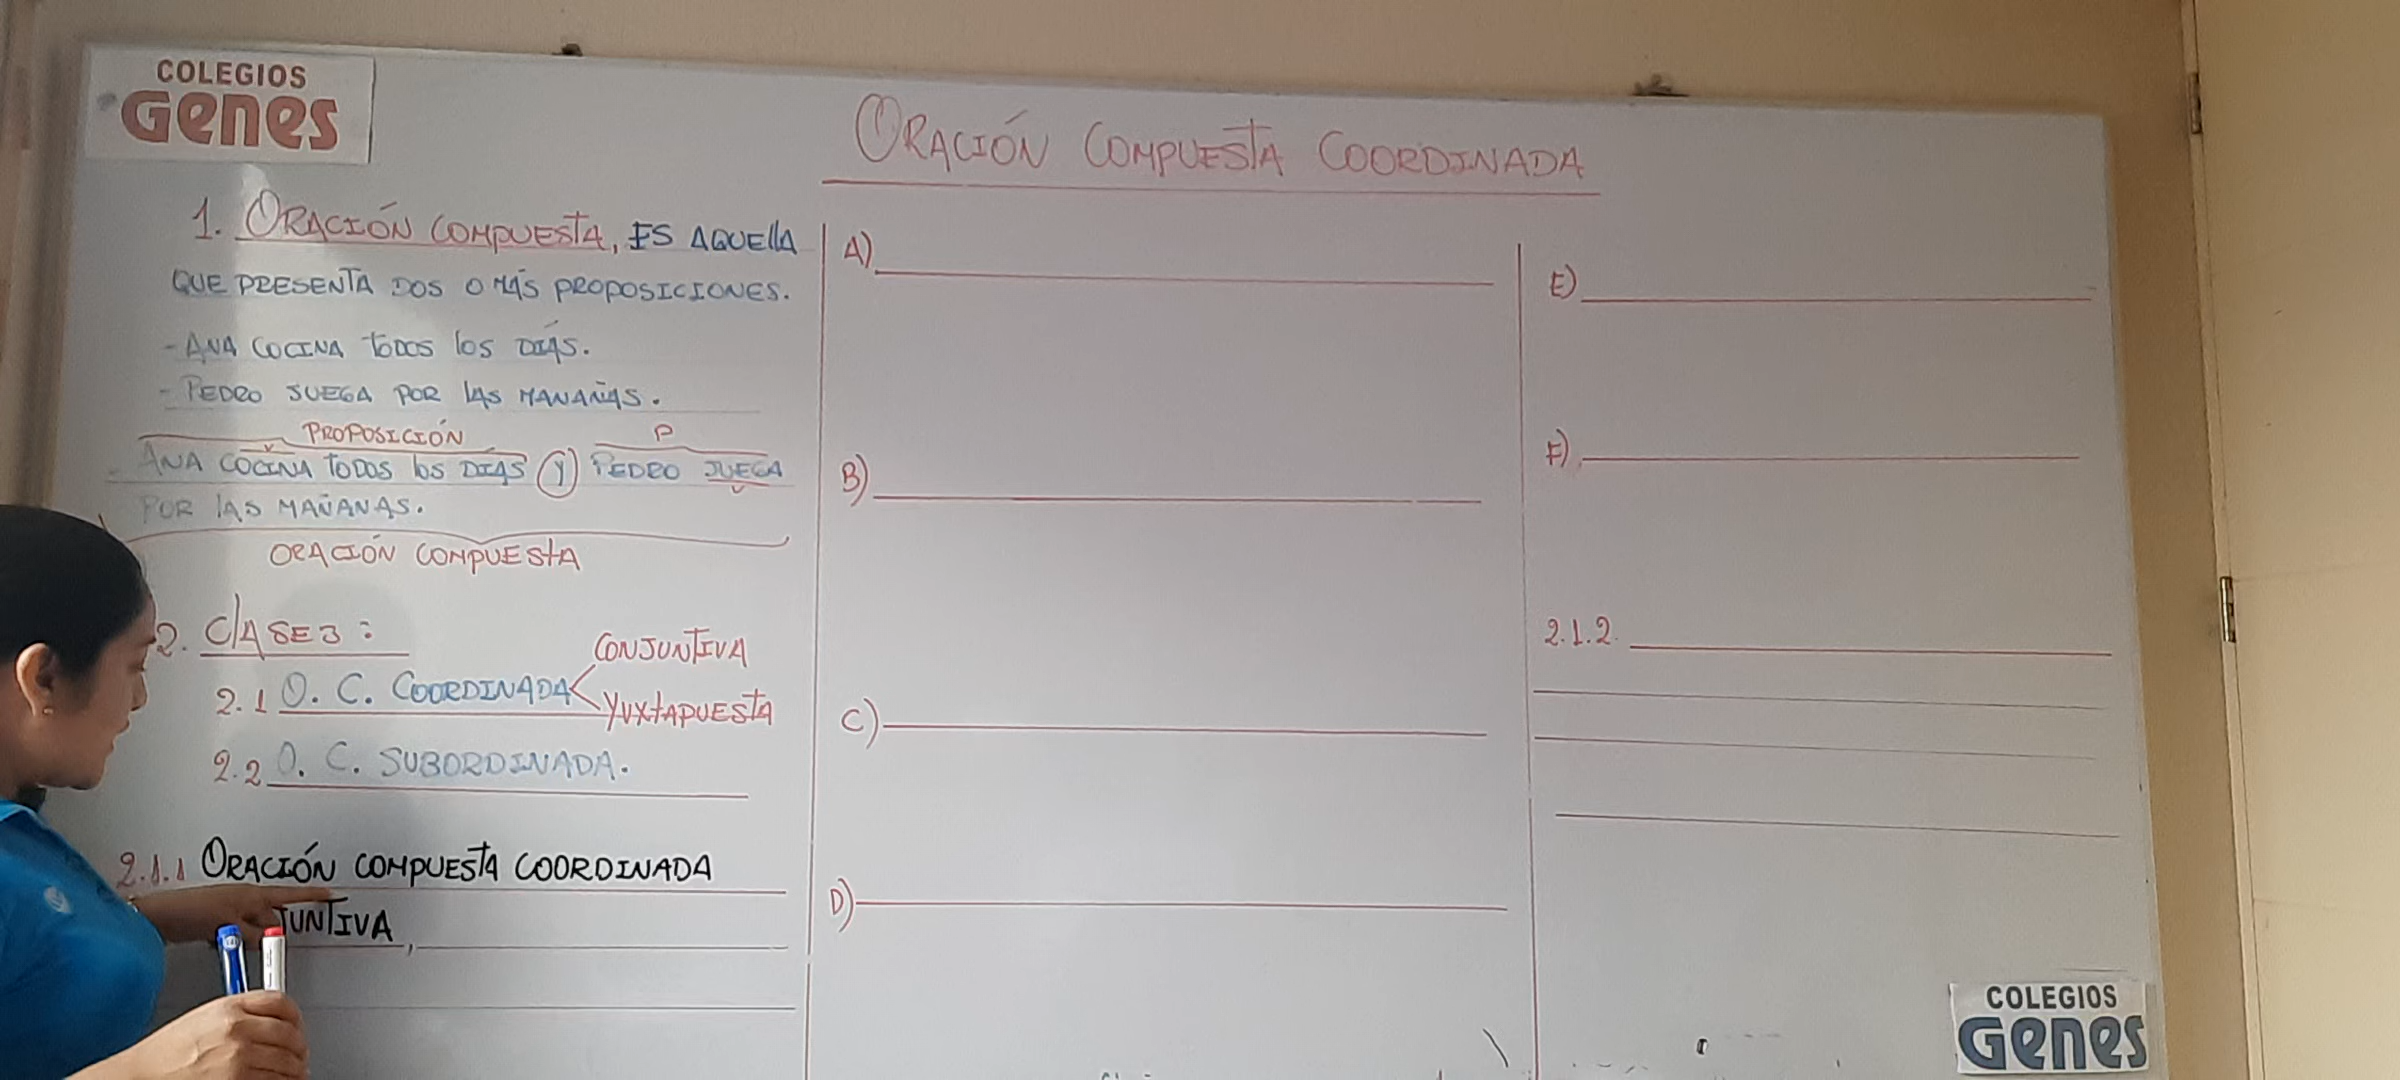 COLEGIOS
Genes
ORACIÓN COMPUESTA COORDINADA
1. ORACIÓN COMPUESTA, ES AQUELLA
QUE PRESENTA DOS O MÁS PROPOSICIONES.
- ANA COCINA TODOS LOS DÍAS.
- PEDRO JUEGA POR LAS MANAÑAS.
PROPOSICIÓN P
- ANA COCINA TODOS LOS DÍAS Y PEDRO JUEGA
V V
POR LAS MAÑANAS.
ORACIÓN COMPUESTA
2. CLASES:
CONJUNTIVA
2.1 O. C. COORDINADA
YUXTAPUESTA
2.2 O. C. SUBORDINADA.
2.1.1 ORACIÓN COMPUESTA COORDINADA
JUNTIVA,
A)
B)
C)
D)
E)
F)
2.1.2.
COLEGIOS
Genes